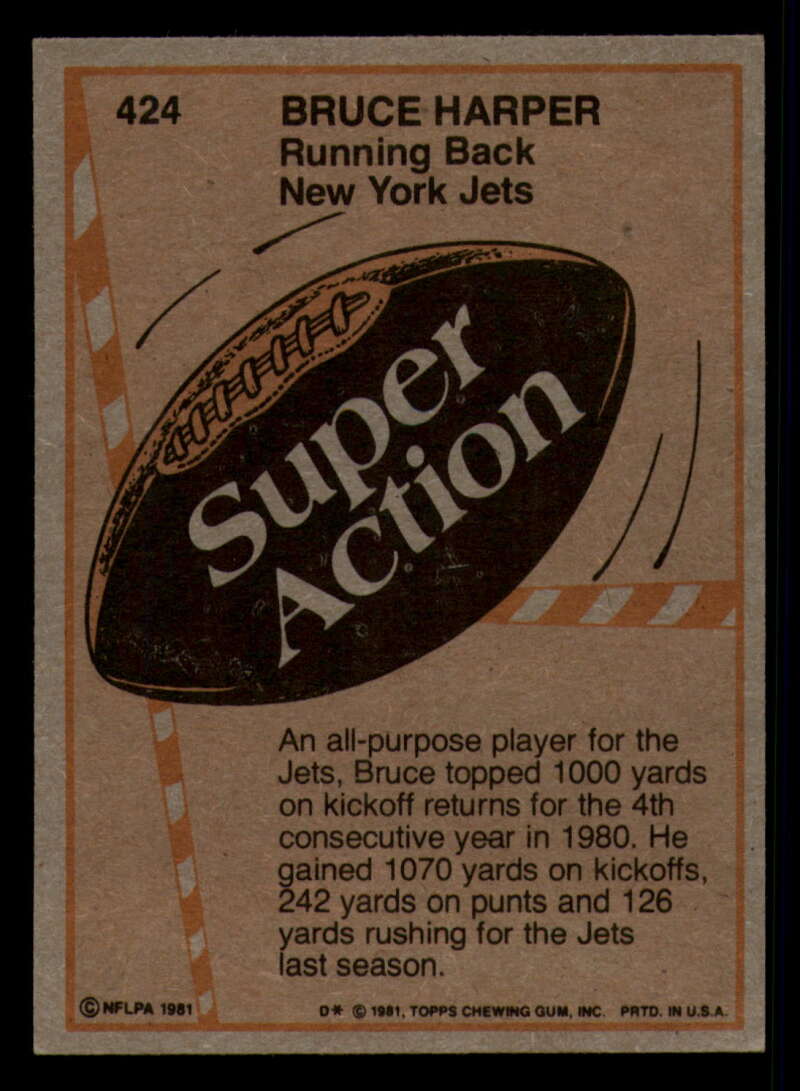 424
BRUCE HARPER
Running Back
New York Jets
Super
Action
An all-purpose player for the
Jets, Bruce topped 1000 yards
on kickoff returns for the 4th
consecutive year in 1980. He
gained 1070 yards on kickoffs,
242 yards on punts and 126
yards rushing for the Jets
last season.
© NFLPA 1981
D* © 1981, TOPPS CHEWING GUM, INC. PRTD. IN U.S.A.